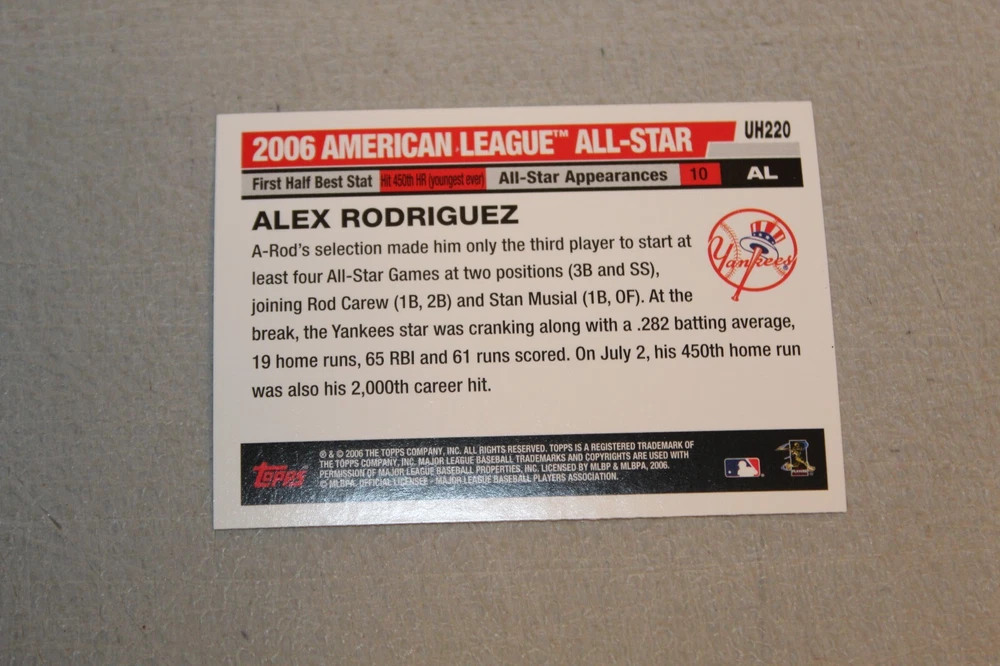 2006 AMERICAN LEAGUE™ ALL-STAR UH220
First Half Best Stat Hit 450th HR (youngest ever) All-Star Appearances 10 AL
ALEX RODRIGUEZ
A-Rod's selection made him only the third player to start at
least four All-Star Games at two positions (3B and SS),
joining Rod Carew (1B, 2B) and Stan Musial (1B, OF). At the
break, the Yankees star was cranking along with a .282 batting average,
19 home runs, 65 RBI and 61 runs scored. On July 2, his 450th home run
was also his 2,000th career hit.
Yankees
Topps
® & © 2006 THE TOPPS COMPANY, INC. ALL RIGHTS RESERVED. TOPPS IS A REGISTERED TRADEMARK OF
THE TOPPS COMPANY, INC. MAJOR LEAGUE BASEBALL TRADEMARKS AND COPYRIGHTS ARE USED WITH
PERMISSION OF MAJOR LEAGUE BASEBALL PROPERTIES, INC. LICENSED BY MLBP & MLBPA, 2006.
© MLBPA. OFFICIAL LICENSEE - MAJOR LEAGUE BASEBALL PLAYERS ASSOCIATION.